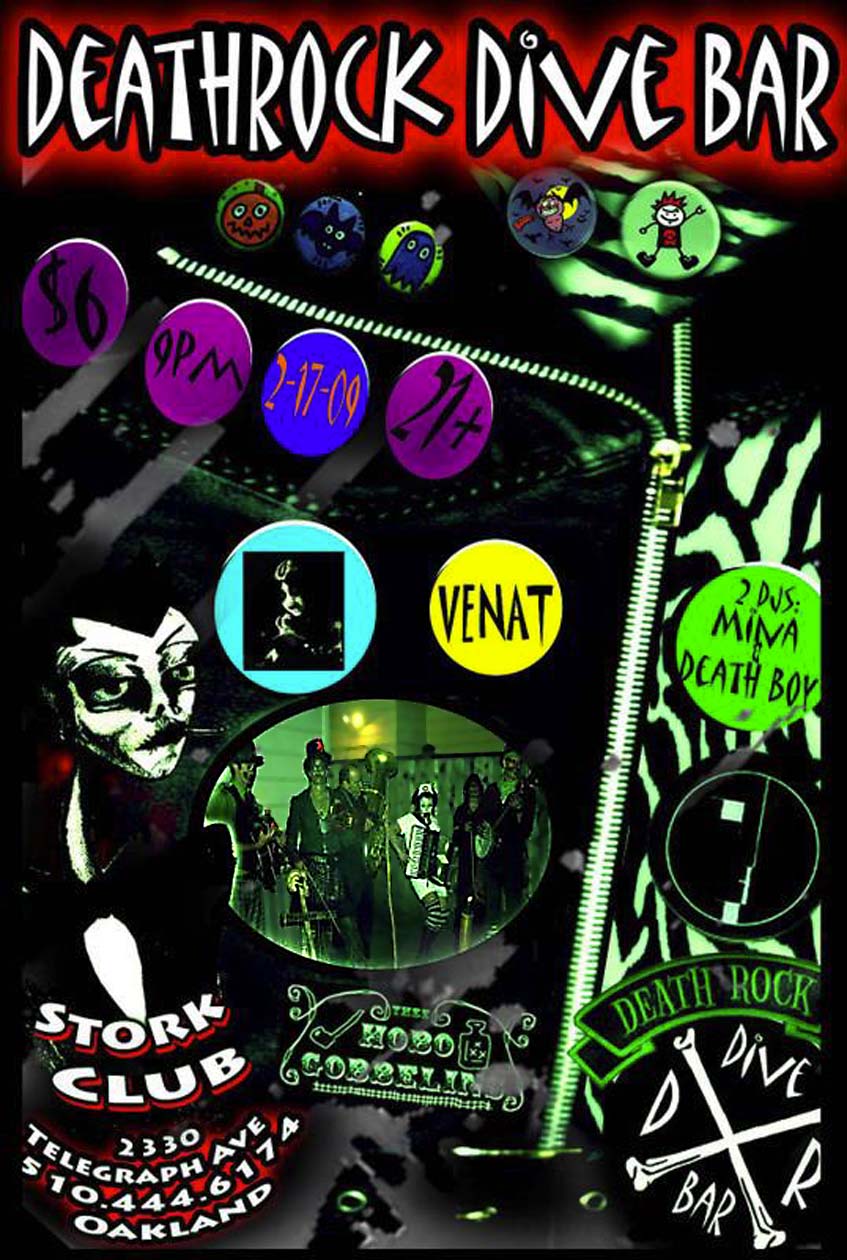 DEATHROCK DiVE BAR
$6
9PM
2-17-09
21+
VENAT
2 DJS:
MiNA
&
DEATH BOY
THEE
HOBO
GOBBELINS
DEATH ROCK
DiVE
D R
BAR
STORK
CLUB
2330
TELEGRAPH AVE
510.444.6174
OAKLAND